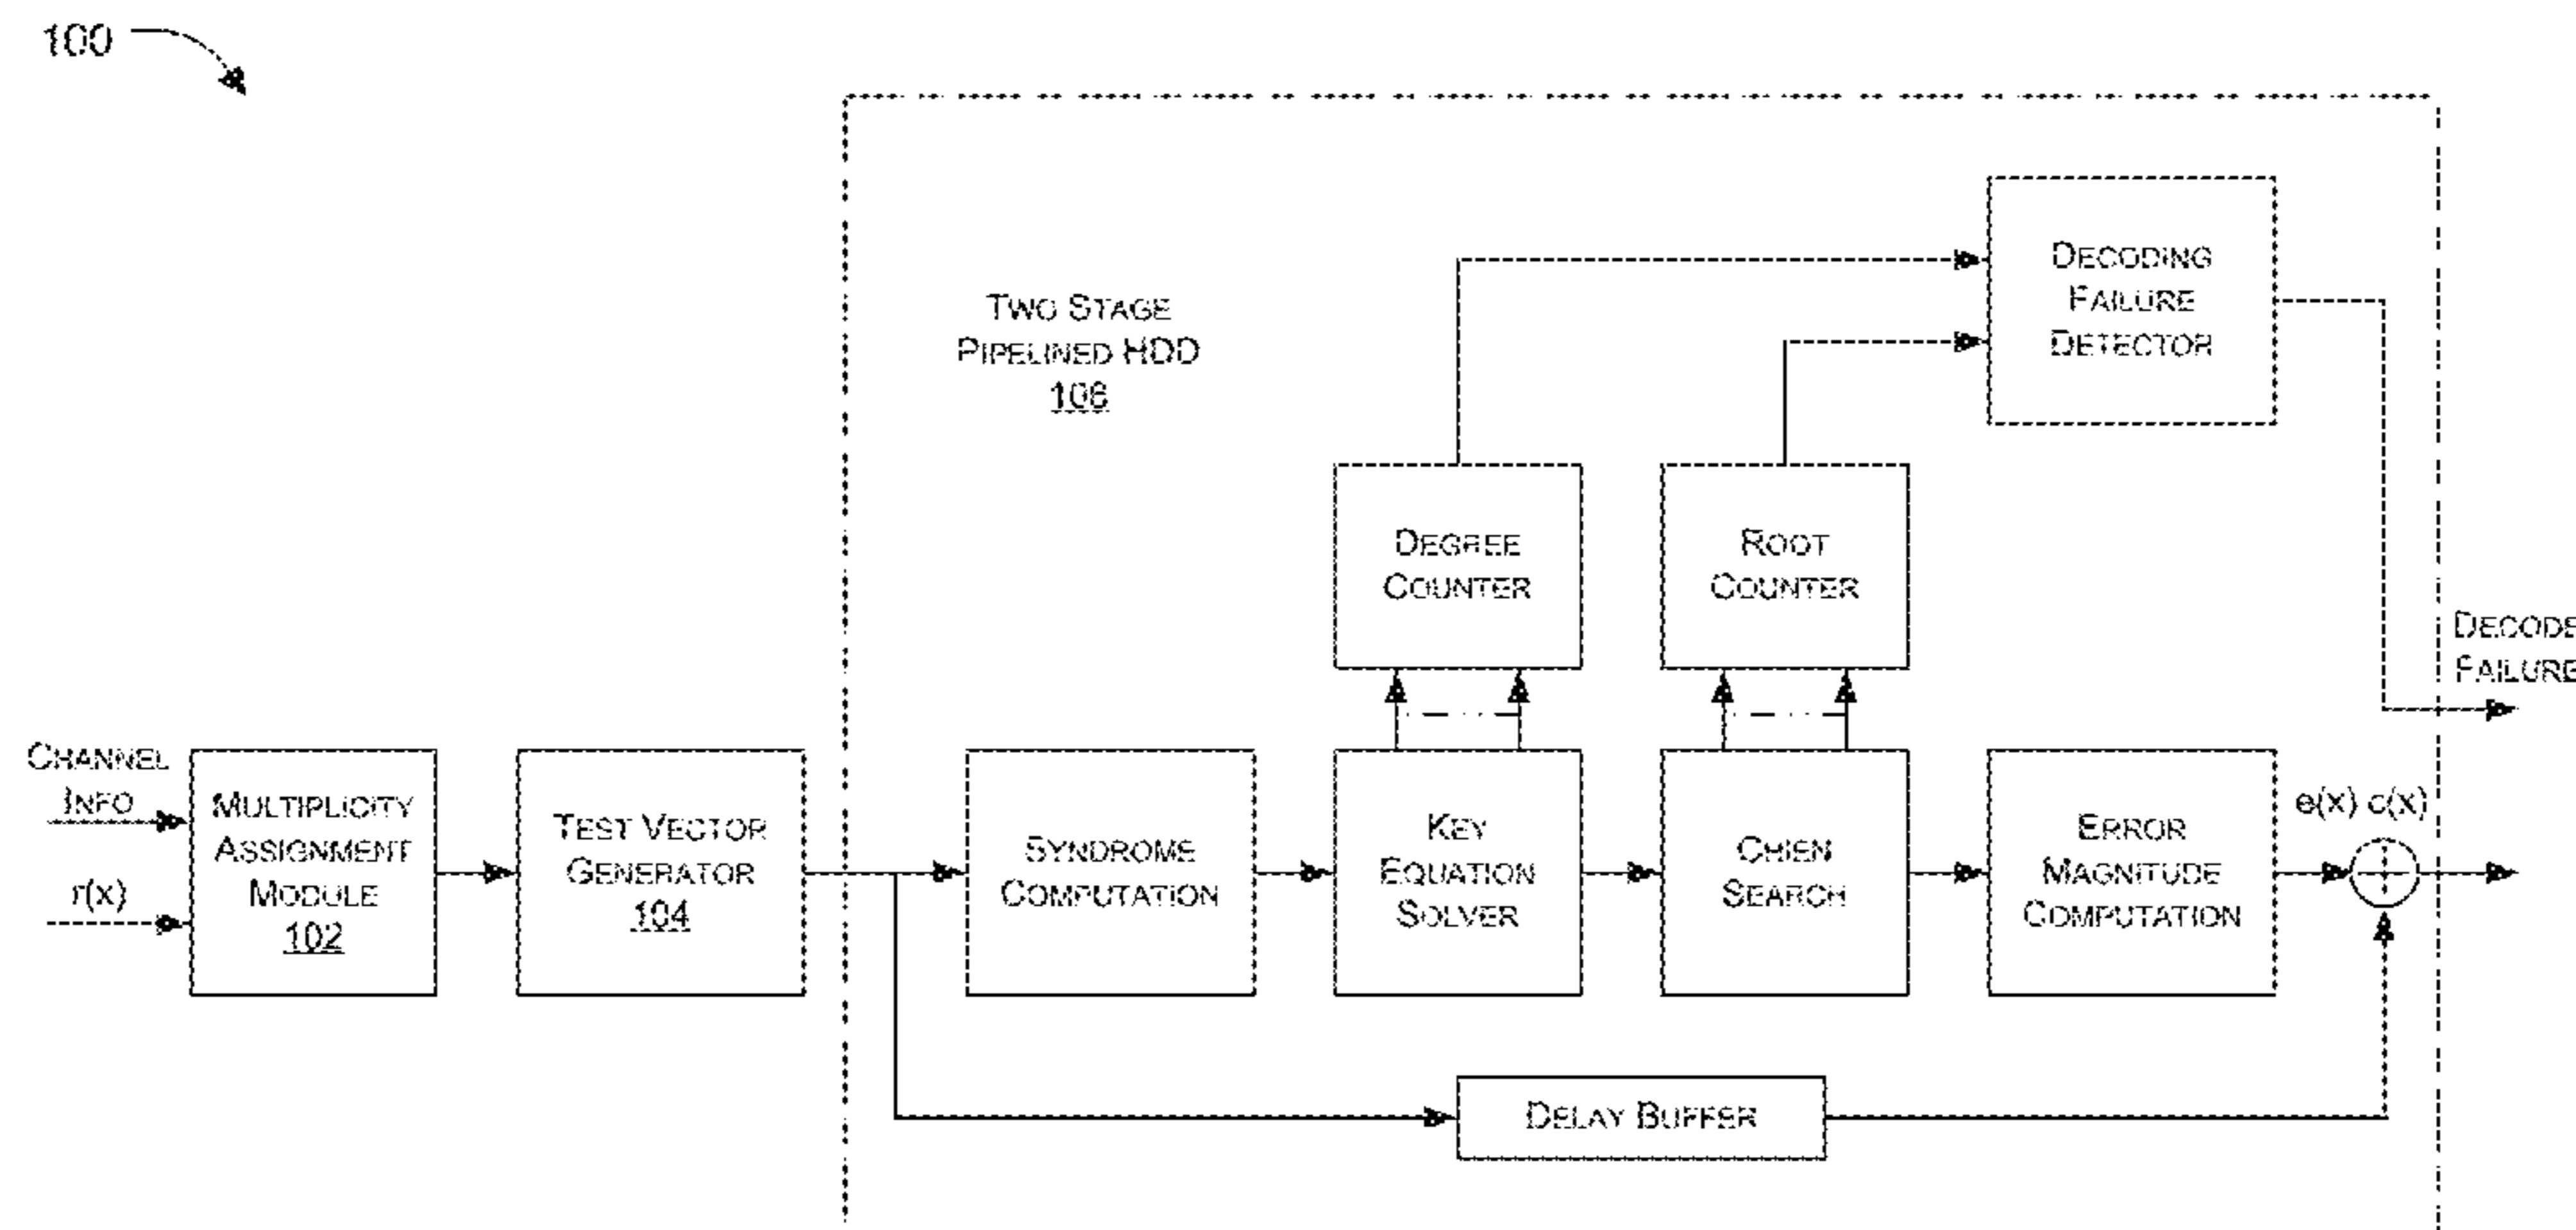 100
TWO STAGE
PIPELINED HDD
106
DECODING
FAILURE
DETECTOR
DEGREE
COUNTER
ROOT
COUNTER
DECODE
FAILURE
CHANNEL
INFO
r(x)
MULTIPLICITY
ASSIGNMENT
MODULE
102
TEST VECTOR
GENERATOR
104
SYNDROME
COMPUTATION
KEY
EQUATION
SOLVER
CHIEN
SEARCH
ERROR
MAGNITUDE
COMPUTATION
e(x) c(x)
DELAY BUFFER